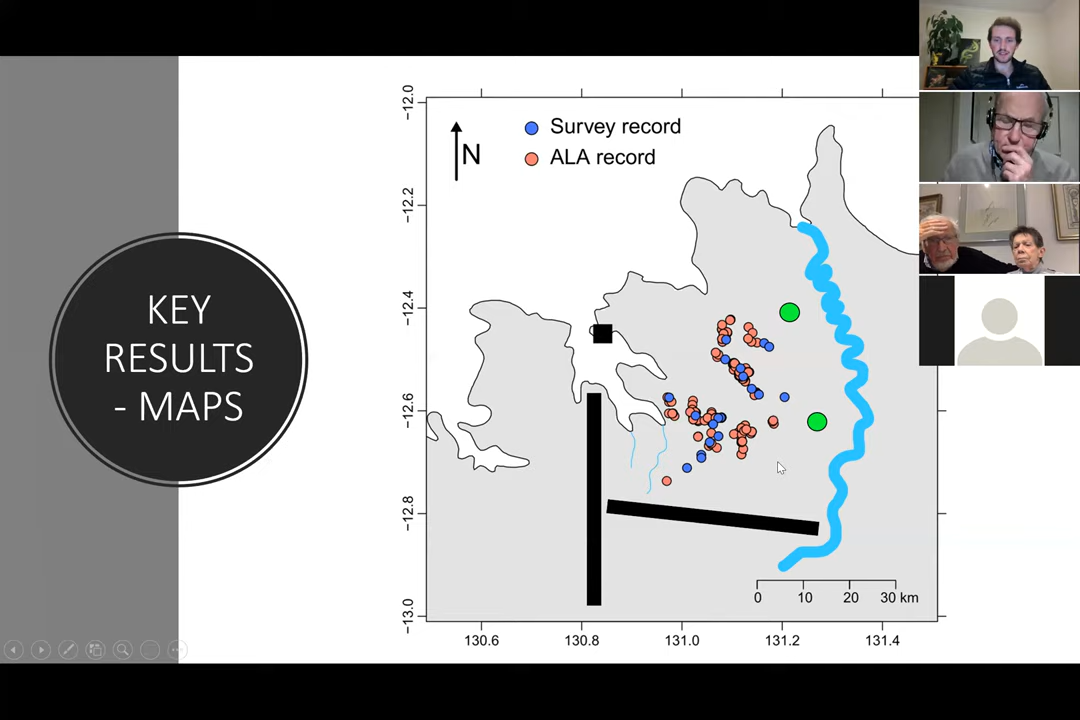 KEY
RESULTS
- MAPS
N
Survey record
ALA record
-12.0
-12.2
-12.4
-12.6
-12.8
-13.0
0 10 20 30 km
130.6 130.8 131.0 131.2 131.4